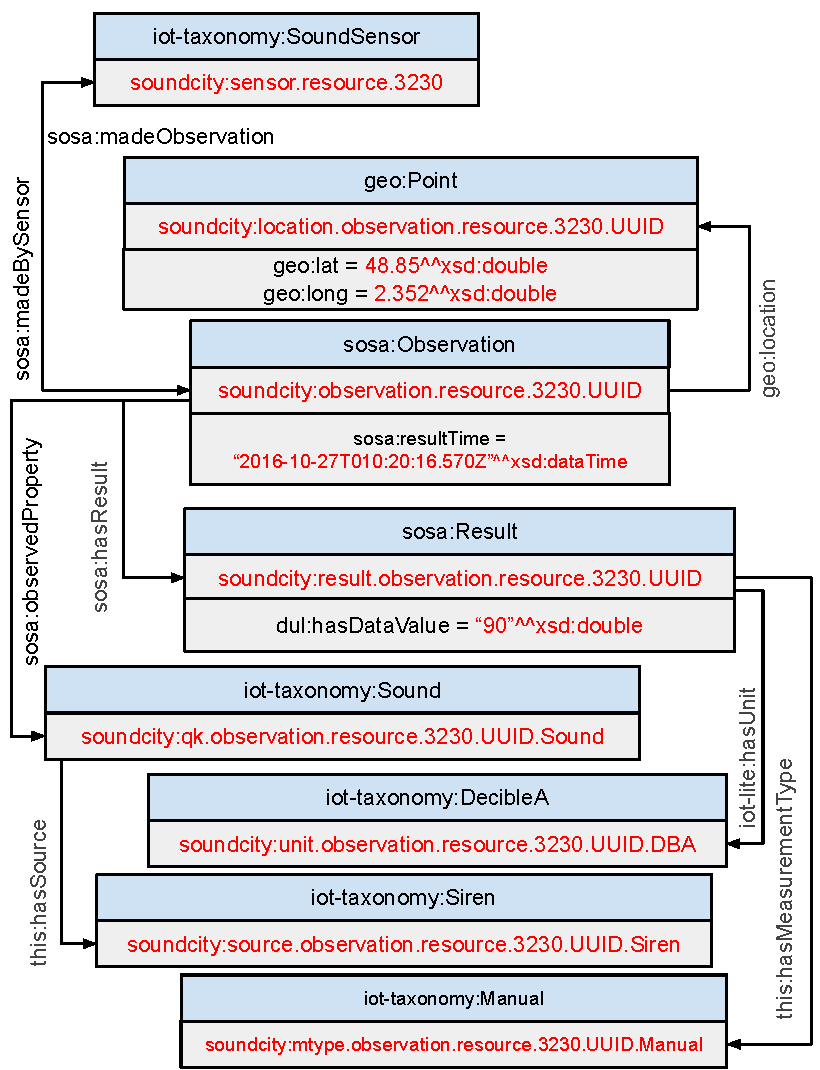 iot-taxonomy:SoundSensor
soundcity:sensor.resource.3230
sosa:madeObservation
sosa:madeBySensor
geo:Point
soundcity:location.observation.resource.3230.UUID
geo:lat = 48.85^^xsd:double
geo:long = 2.352^^xsd:double
geo:location
sosa:Observation
soundcity:observation.resource.3230.UUID
sosa:resultTime =
“2016-10-27T010:20:16.570Z”^^xsd:dataTime
sosa:observedProperty
sosa:hasResult
sosa:Result
soundcity:result.observation.resource.3230.UUID
dul:hasDataValue = “90”^^xsd:double
iot-taxonomy:Sound
soundcity:qk.observation.resource.3230.UUID.Sound
iot-lite:hasUnit
this:hasMeasurementType
this:hasSource
iot-taxonomy:DecibleA
soundcity:unit.observation.resource.3230.UUID.DBA
iot-taxonomy:Siren
soundcity:source.observation.resource.3230.UUID.Siren
iot-taxonomy:Manual
soundcity:mtype.observation.resource.3230.UUID.Manual